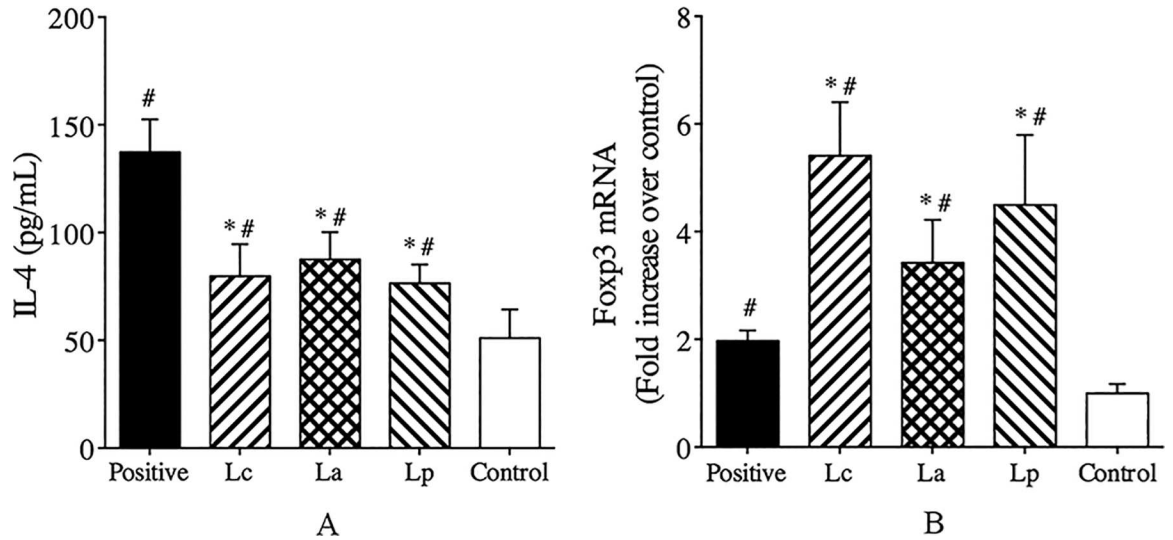 200
150
100
50
0
IL-4 (pg/mL)
#
*#
*#
*#
Positive
Lc
La
Lp
Control
A
8
6
4
2
0
Foxp3 mRNA
(Fold increase over control)
#
*#
*#
*#
Positive
Lc
La
Lp
Control
B